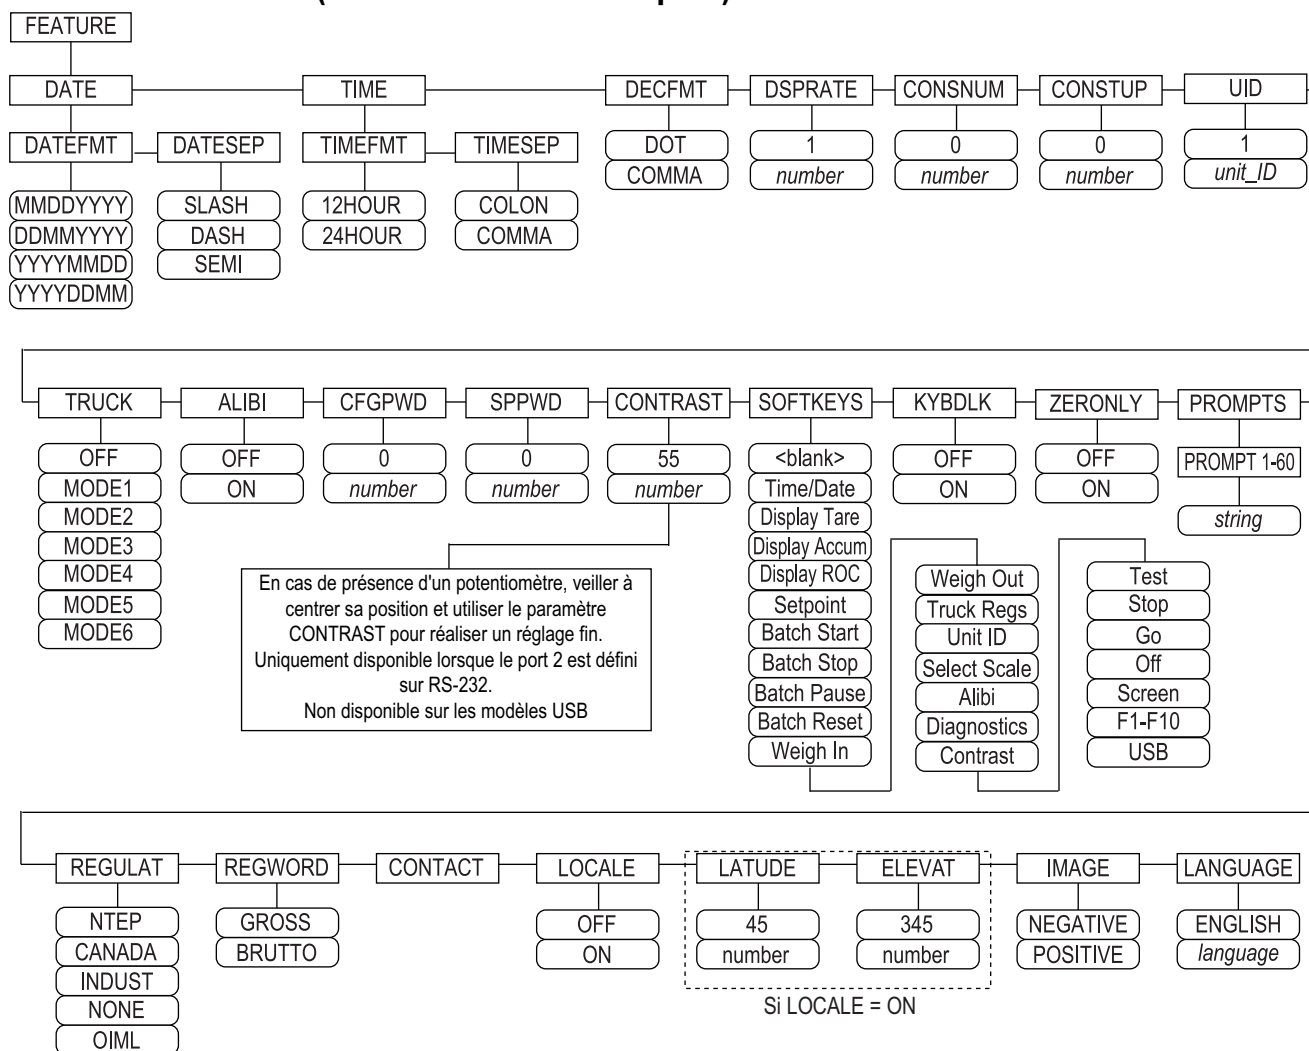 FEATURE
DATE TIME DECFMT DSPRATE CONSNUM CONSTUP UID
DATEFMT DATESEP TIMEFMT TIMESEP DOT 1 0 0 1
COMMA number number number unit_ID
MMDDYYYY SLASH 12HOUR COLON
DDMMYYYY DASH 24HOUR COMMA
YYYYMMDD SEMI
YYYYDDMM
TRUCK ALIBI CFGPWD SPPWD CONTRAST SOFTKEYS KYBDLK ZERONLY PROMPTS
OFF OFF 0 0 55 <blank> OFF OFF PROMPT 1-60
MODE1 ON number number number Time/Date ON ON
MODE2 Display Tare string
MODE3 Display Accum
MODE4 Display ROC
MODE5 Setpoint
MODE6 Batch Start
Batch Stop
Batch Pause
Batch Reset
Weigh In
En cas de présence d'un potentiomètre, veiller à
centrer sa position et utiliser le paramètre
CONTRAST pour réaliser un réglage fin.
Uniquement disponible lorsque le port 2 est défini
sur RS-232.
Non disponible sur les modèles USB
Weigh Out
Truck Regs
Unit ID
Select Scale
Alibi
Diagnostics
Contrast
Test
Stop
Go
Off
Screen
F1-F10
USB
REGULAT REGWORD CONTACT LOCALE LATUDE ELEVAT IMAGE LANGUAGE
NTEP GROSS OFF 45 345 NEGATIVE ENGLISH
CANADA BRUTTO ON number number POSITIVE language
INDUST
NONE
OIML
Si LOCALE = ON